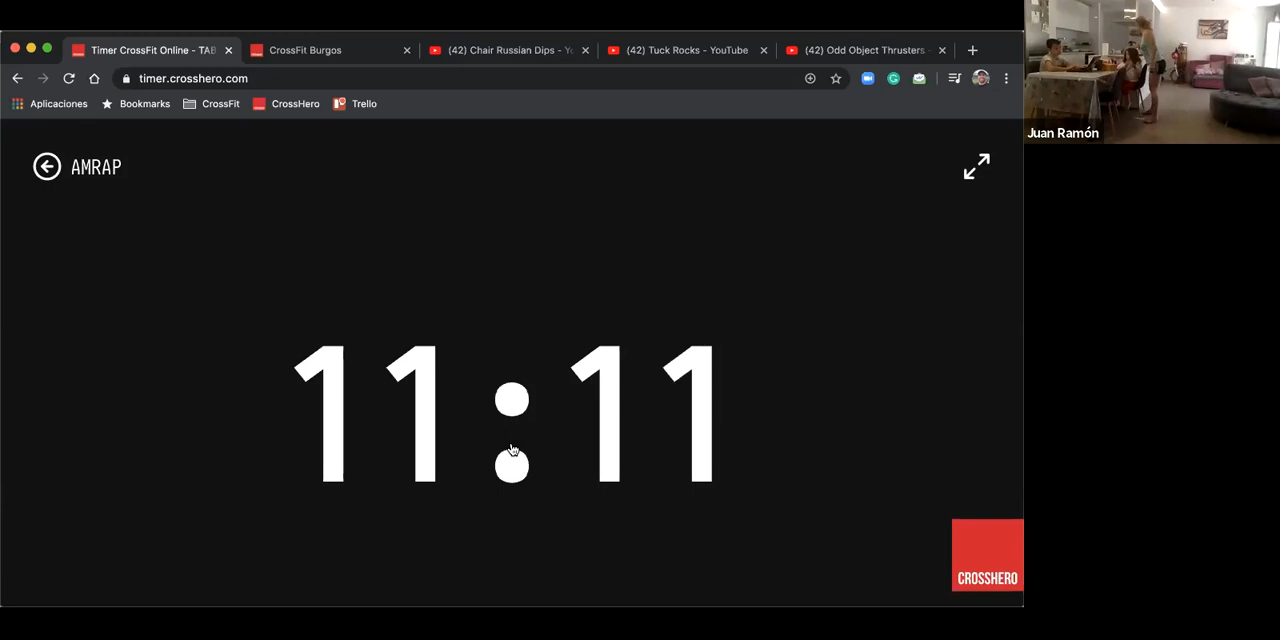 Timer CrossFit Online - TAB
CrossFit Burgos
(42) Chair Russian Dips - Yo
(42) Tuck Rocks - YouTube
(42) Odd Object Thrusters -
timer.crosshero.com
Aplicaciones
Bookmarks
CrossFit
CrossHero
Trello
Juan Ramón
AMRAP
11:11
CROSSHERO